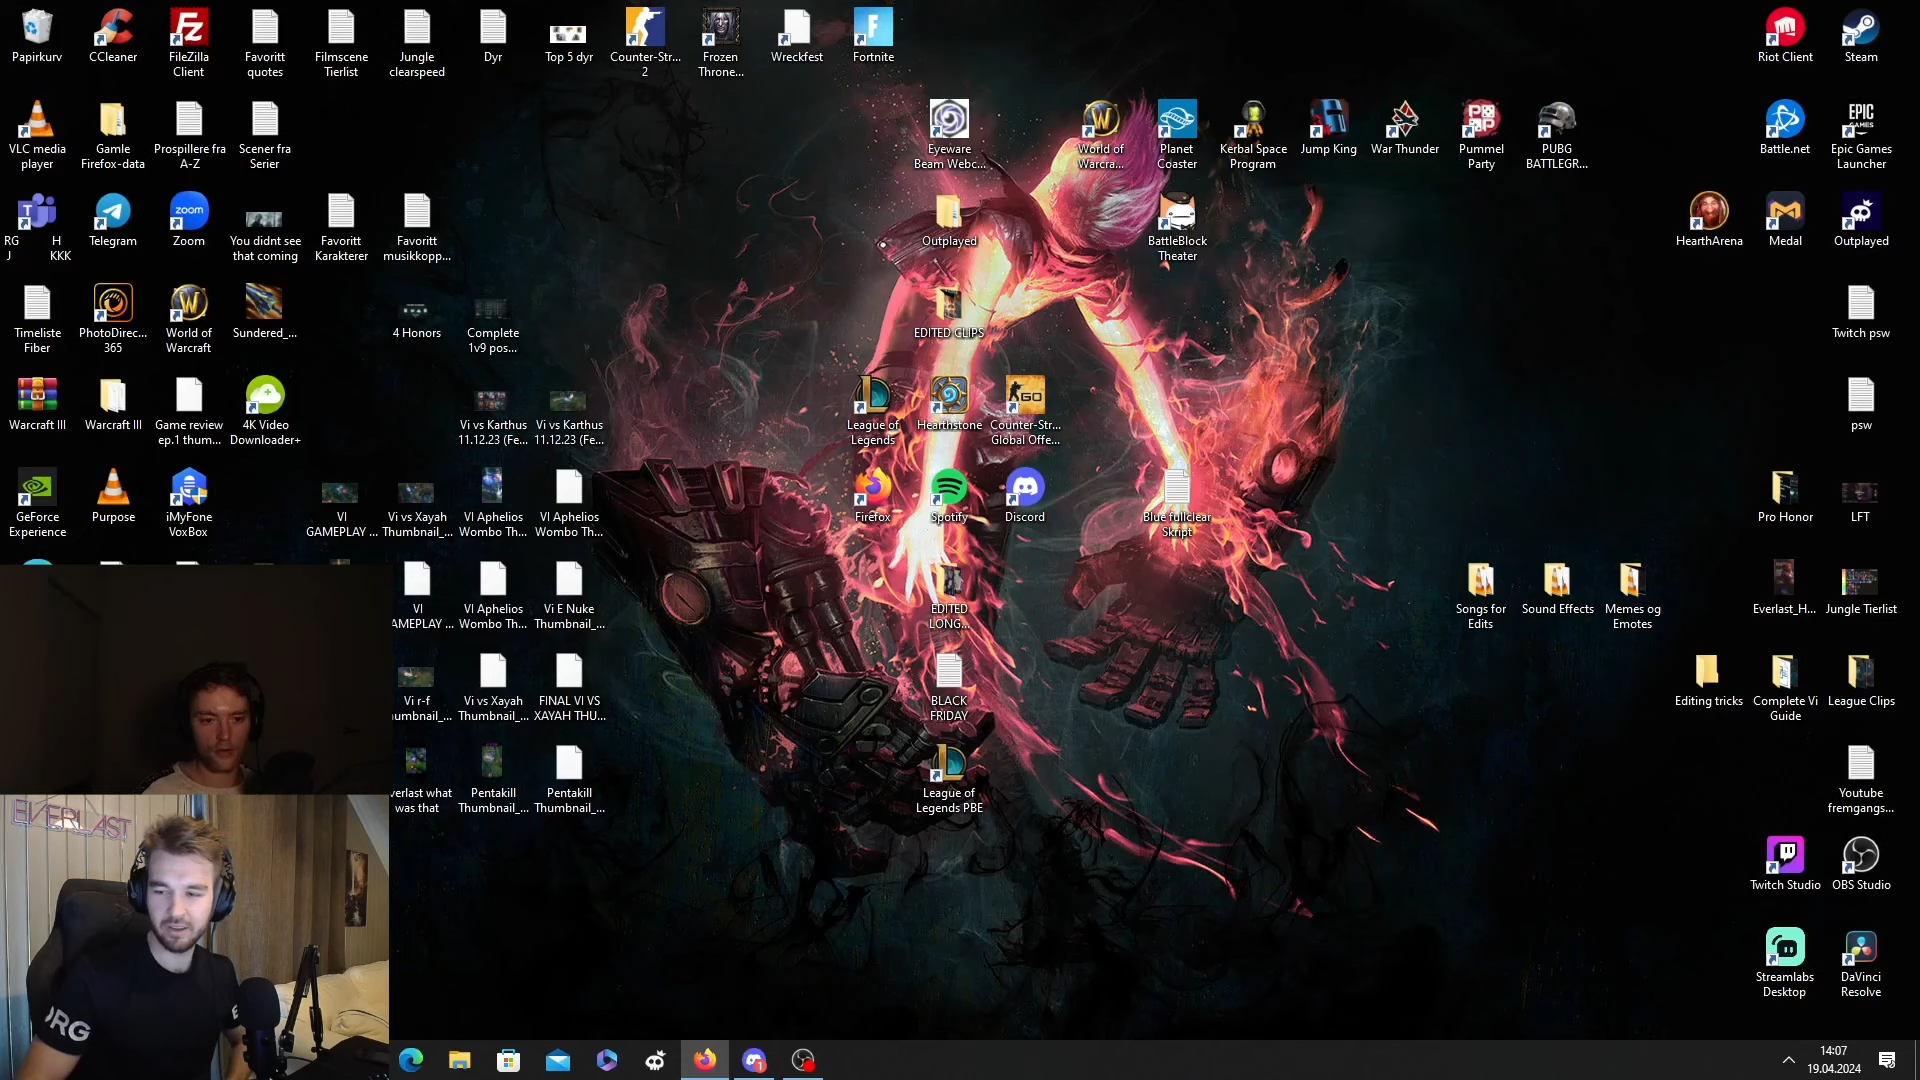 Papirkurv
CCleaner
FileZilla
Client
Favoritt
quotes
Filmscene
Tierlist
Jungle
clearspeed
Dyr
Top 5 dyr
Counter-Str...
2
Frozen
Throne...
Wreckfest
Fortnite
Riot Client
Steam
VLC media
player
Gamle
Firefox-data
Prospillere fra
A-Z
Scener fra
Serier
Eyeware
Beam Webc...
World of
Warcra...
Planet
Coaster
Kerbal Space
Program
Jump King
War Thunder
Pummel
Party
PUBG
BATTLEGR...
Battle.net
Epic Games
Launcher
RG H
J KKK
Telegram
Zoom
You didnt see
that coming
Favoritt
Karakterer
Favoritt
musikkopp...
Outplayed
BattleBlock
Theater
HearthArena
Medal
Outplayed
Timeliste
Fiber
PhotoDirec...
365
World of
Warcraft
Sundered_...
4 Honors
Complete
1v9 pos...
EDITED CLIPS
Twitch psw
Warcraft III
Warcraft III
Game review
ep.1 thum...
4K Video
Downloader+
Vi vs Karthus
11.12.23 (Fe...
Vi vs Karthus
11.12.23 (Fe...
League of
Legends
Hearthstone
Counter-Str...
Global Offe...
psw
GeForce
Experience
Purpose
iMyFone
VoxBox
VI
GAMEPLAY ...
Vi vs Xayah
Thumbnail_...
VI Aphelios
Wombo Th...
VI Aphelios
Wombo Th...
Firefox
Spotify
Discord
Blue fullclear
Skript
Pro Honor
LFT
VI
AMEPLAY ...
VI Aphelios
Wombo Th...
Vi E Nuke
Thumbnail_...
EDITED
LONG...
Songs for
Edits
Sound Effects
Memes og
Emotes
Everlast_H...
Jungle Tierlist
Vi r-f
umbnail_...
Vi vs Xayah
Thumbnail_...
FINAL VI VS
XAYAH THU...
BLACK
FRIDAY
Editing tricks
Complete Vi
Guide
League Clips
verlast what
was that
Pentakill
Thumbnail_...
Pentakill
Thumbnail_...
League of
Legends PBE
Youtube
fremgangs...
EVERLAST
Twitch Studio
OBS Studio
Streamlabs
Desktop
DaVinci
Resolve
14:07
19.04.2024